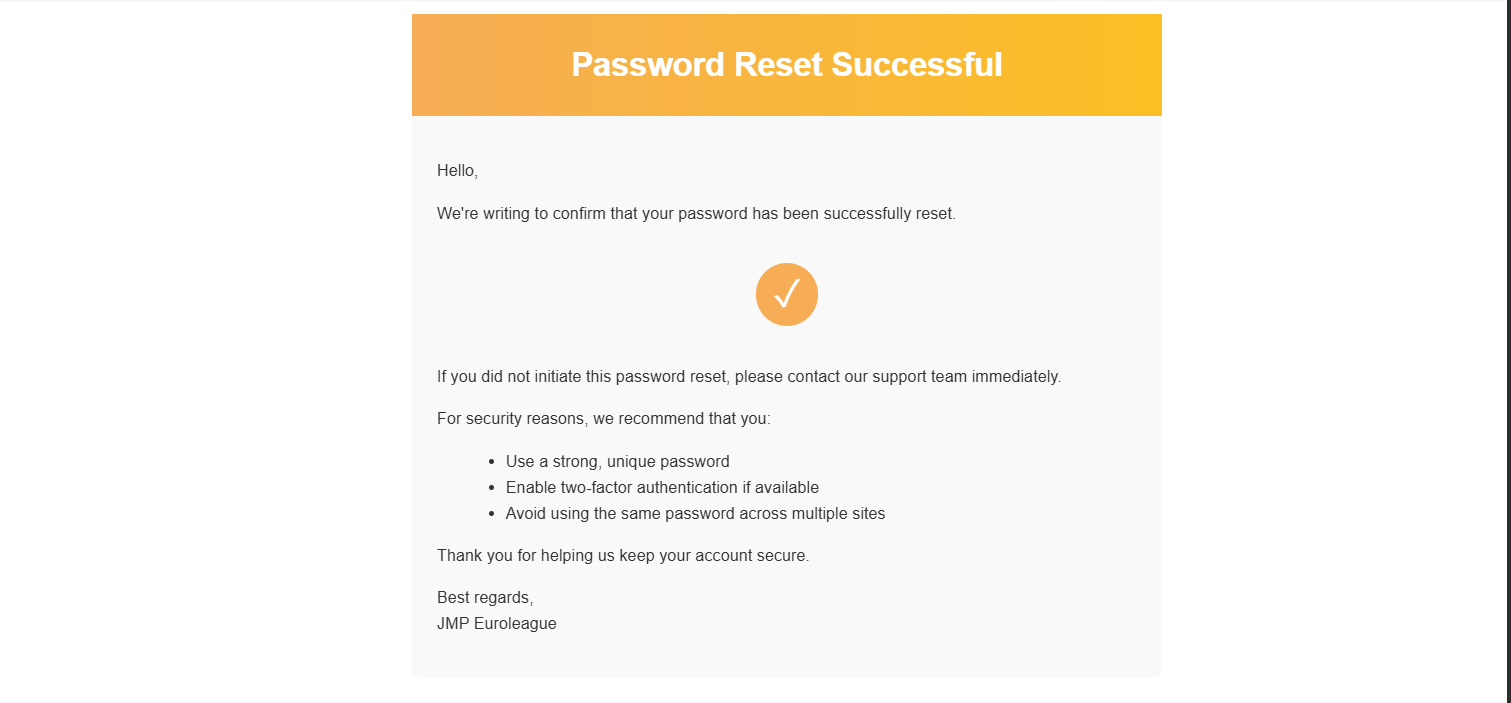 Password Reset Successful
Hello,
We're writing to confirm that your password has been successfully reset.
✓
If you did not initiate this password reset, please contact our support team immediately.
For security reasons, we recommend that you:
• Use a strong, unique password
• Enable two-factor authentication if available
• Avoid using the same password across multiple sites
Thank you for helping us keep your account secure.
Best regards,
JMP Euroleague